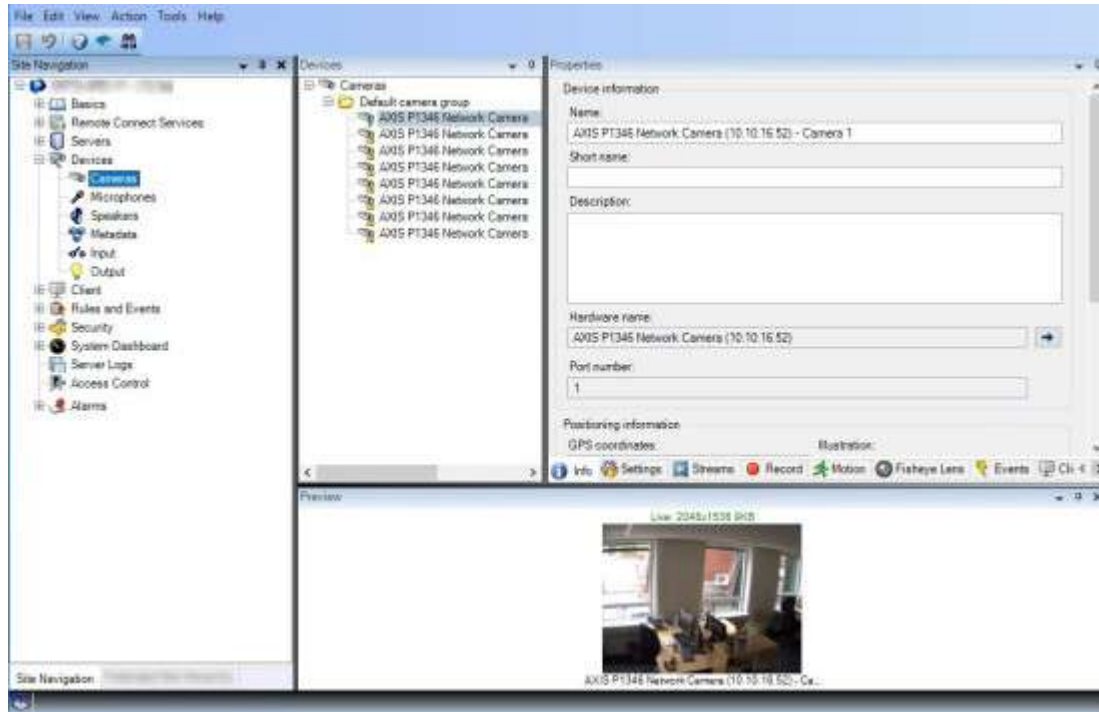 File Edit View Action Tools Help
Site Navigation
Basics
Remote Connect Services
Servers
Devices
Cameras
Microphones
Speakers
Metadata
Input
Output
Client
Rules and Events
Security
System Dashboard
Server Logs
Access Control
Alarms
Site Navigation
Devices
Cameras
Default camera group
AXIS P1346 Network Camera
AXIS P1346 Network Camera
AXIS P1346 Network Camera
AXIS P1346 Network Camera
AXIS P1346 Network Camera
AXIS P1346 Network Camera
AXIS P1346 Network Camera
AXIS P1346 Network Camera
Properties
Device information
Name:
AXIS P1346 Network Camera (10.10.16.52) - Camera 1
Short name:
Description:
Hardware name:
AXIS P1346 Network Camera (10.10.16.52)
Port number:
1
Positioning information
GPS coordinates: Illustration:
Info Settings Streams Record Motion Fisheye Lens Events Cli
Preview
Live: 2048x1536 9KB
AXIS P1346 Network Camera (10.10.16.52) - Ca...